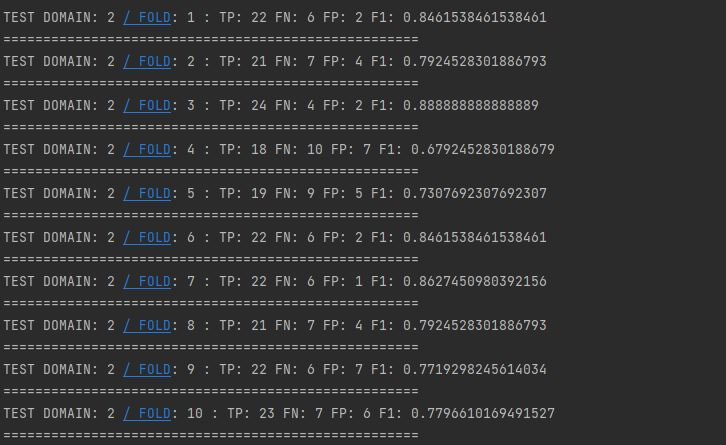 TEST DOMAIN: 2 / FOLD: 1 : TP: 22 FN: 6 FP: 2 F1: 0.8461538461538461
====================================================
TEST DOMAIN: 2 / FOLD: 2 : TP: 21 FN: 7 FP: 4 F1: 0.7924528301886793
====================================================
TEST DOMAIN: 2 / FOLD: 3 : TP: 24 FN: 4 FP: 2 F1: 0.888888888888889
====================================================
TEST DOMAIN: 2 / FOLD: 4 : TP: 18 FN: 10 FP: 7 F1: 0.6792452830188679
====================================================
TEST DOMAIN: 2 / FOLD: 5 : TP: 19 FN: 9 FP: 5 F1: 0.7307692307692307
====================================================
TEST DOMAIN: 2 / FOLD: 6 : TP: 22 FN: 6 FP: 2 F1: 0.8461538461538461
====================================================
TEST DOMAIN: 2 / FOLD: 7 : TP: 22 FN: 6 FP: 1 F1: 0.8627450980392156
====================================================
TEST DOMAIN: 2 / FOLD: 8 : TP: 21 FN: 7 FP: 4 F1: 0.7924528301886793
====================================================
TEST DOMAIN: 2 / FOLD: 9 : TP: 22 FN: 6 FP: 7 F1: 0.7719298245614034
====================================================
TEST DOMAIN: 2 / FOLD: 10 : TP: 23 FN: 7 FP: 6 F1: 0.7796610169491527
====================================================